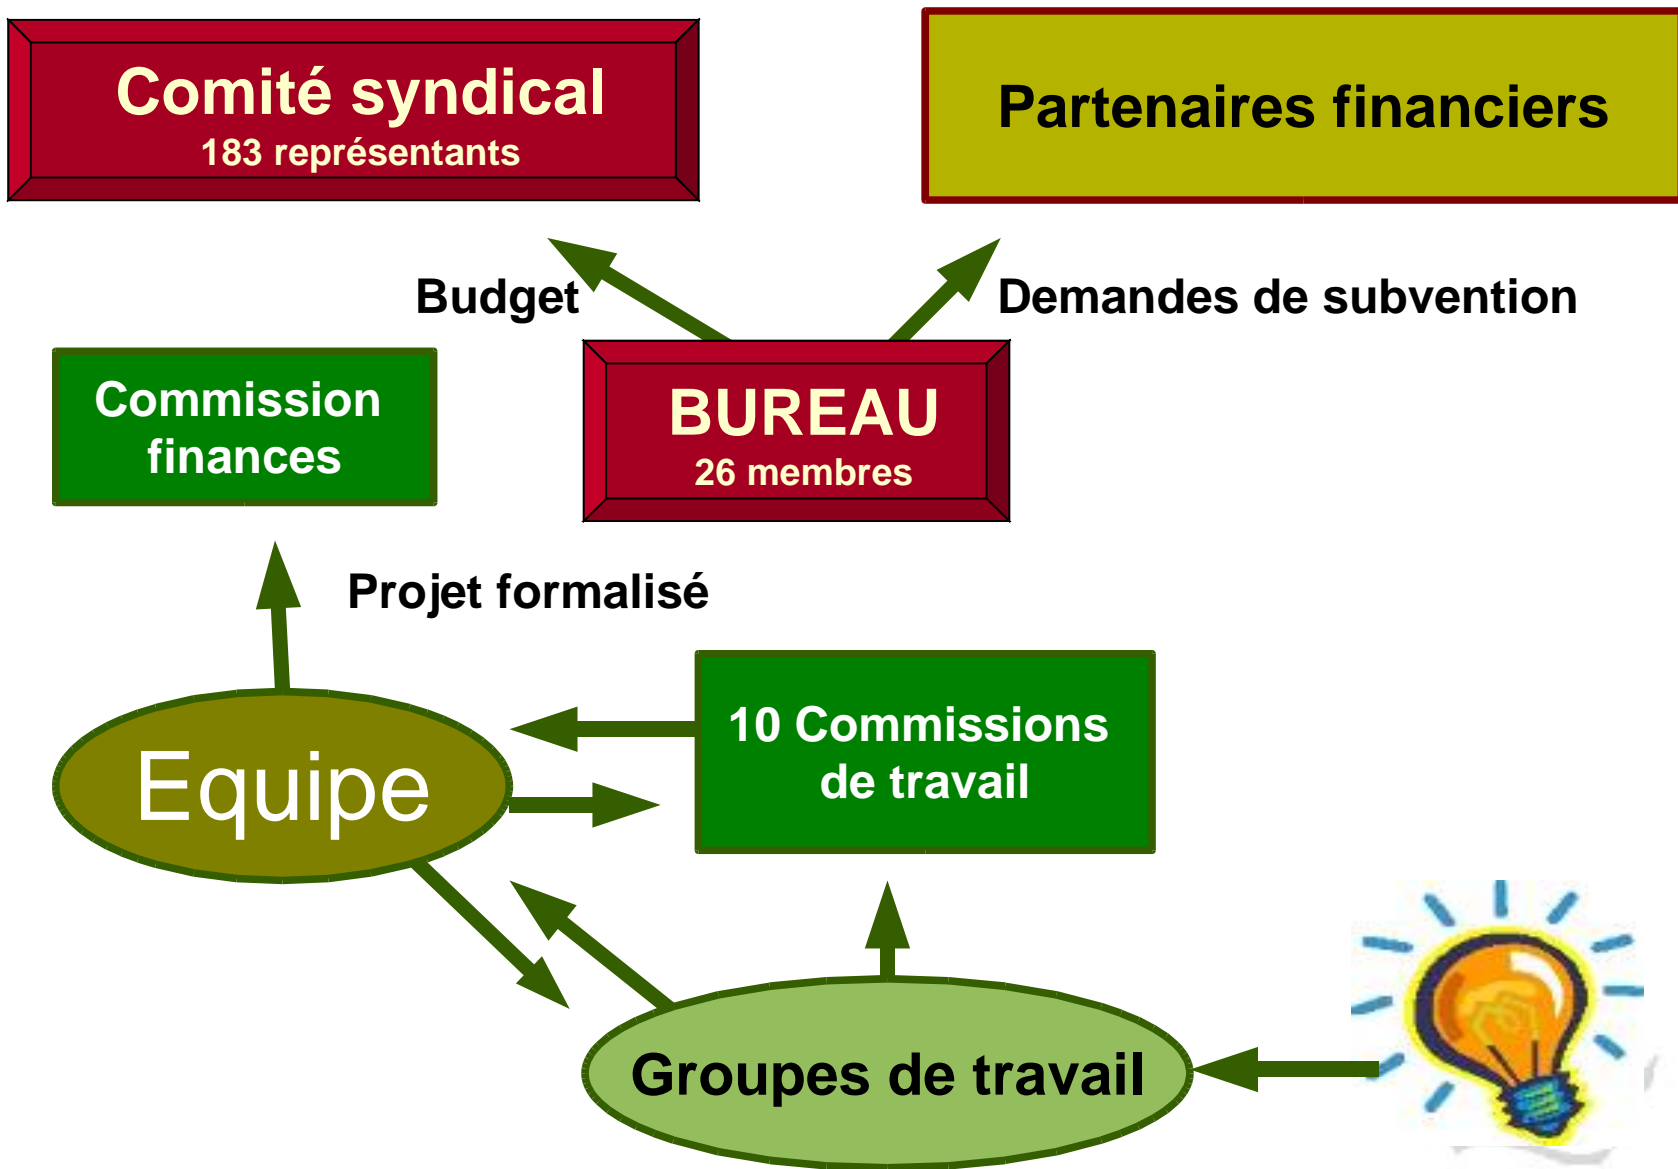 Comité syndical
183 représentants
Partenaires financiers
Budget
Demandes de subvention
Commission
finances
BUREAU
26 membres
Projet formalisé
10 Commissions
de travail
Equipe
Groupes de travail